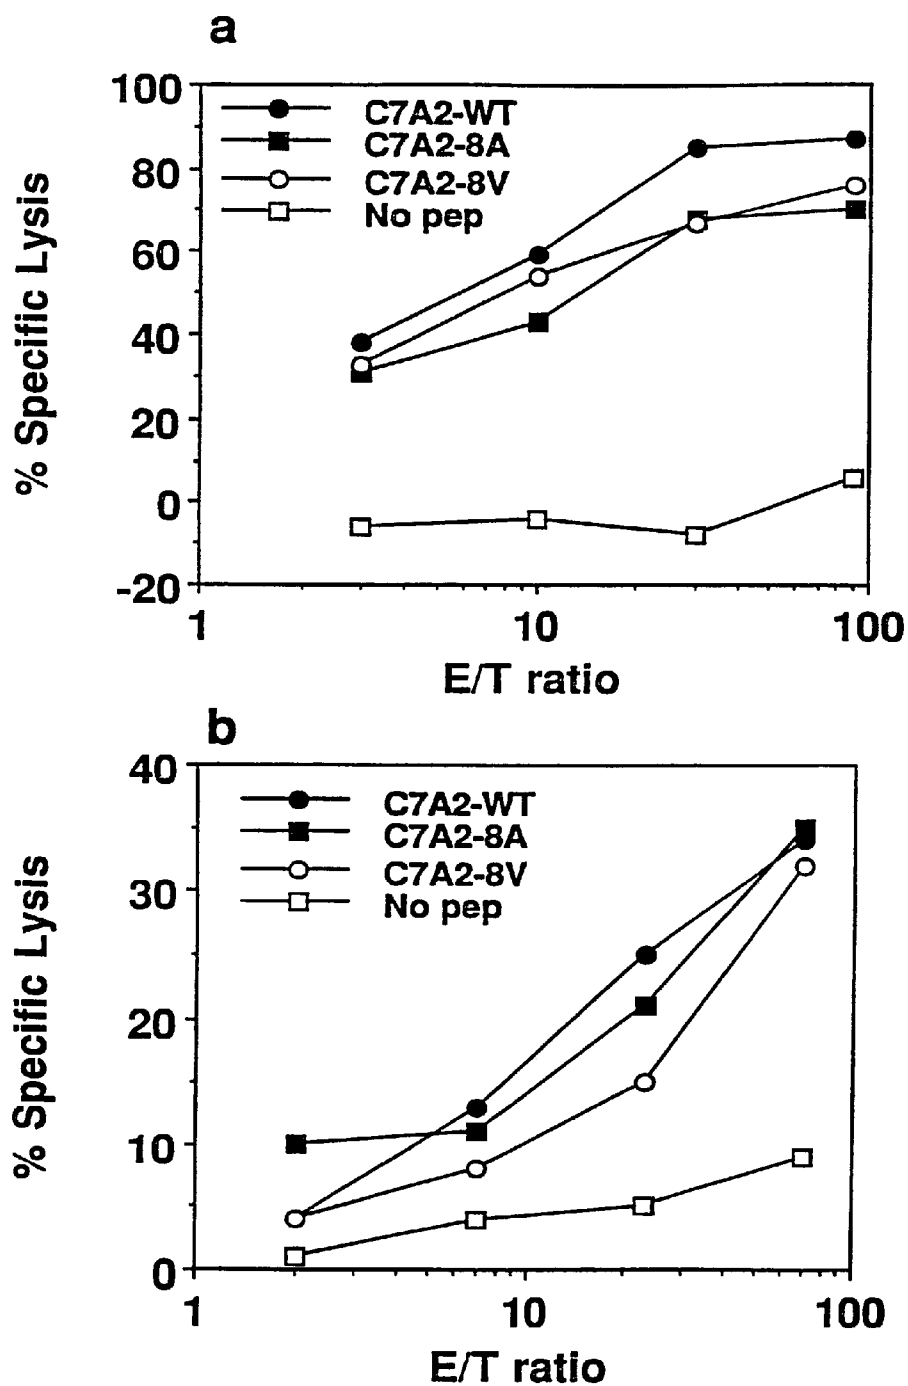 a
100
80
60
40
20
0
-20
% Specific Lysis
C7A2-WT
C7A2-8A
C7A2-8V
No pep
1 10 100
E/T ratio
b
40
30
20
10
0
% Specific Lysis
C7A2-WT
C7A2-8A
C7A2-8V
No pep
1 10 100
E/T ratio